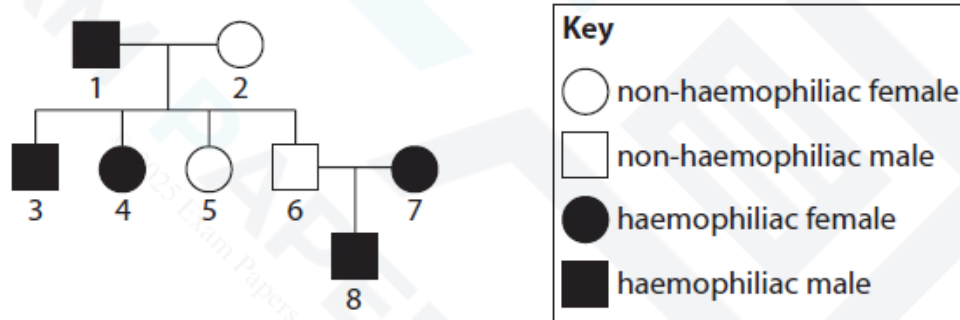 Key
non-haemophiliac female
non-haemophiliac male
haemophiliac female
haemophiliac male
1 2
3 4 5 6 7
8